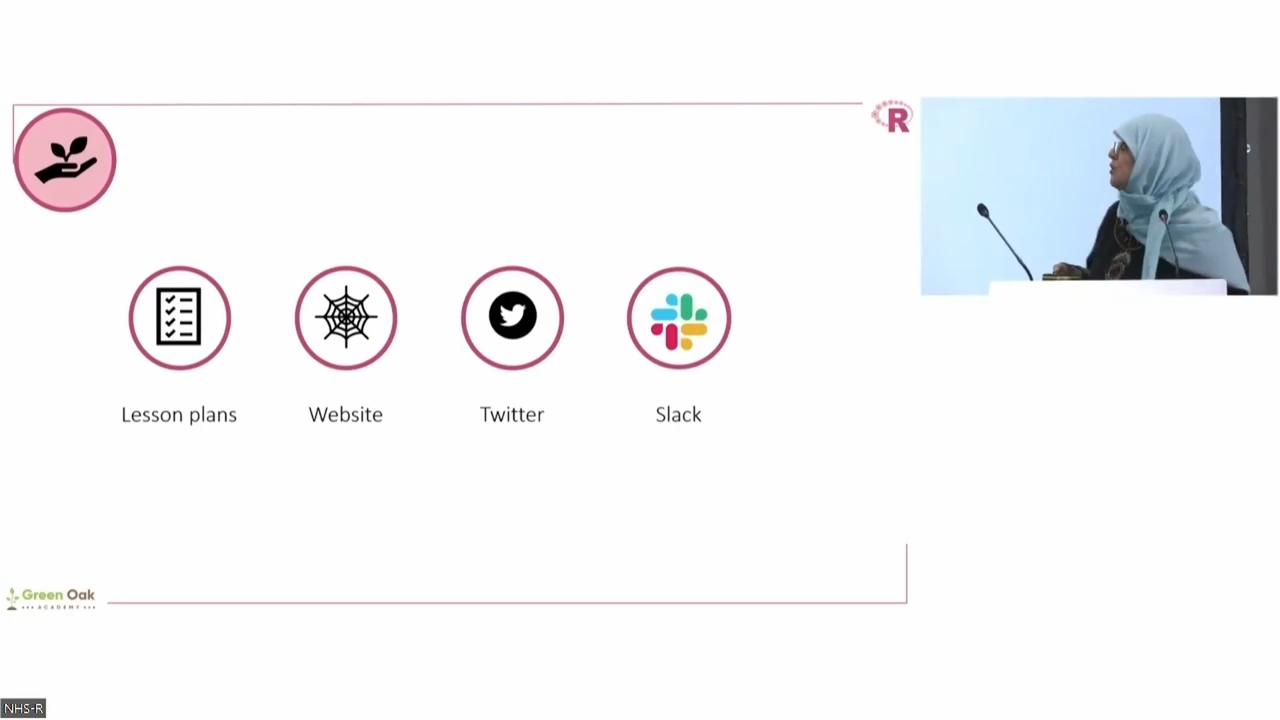 R
Lesson plans
Website
Twitter
Slack
Green Oak
ACADEMY
NHS-R